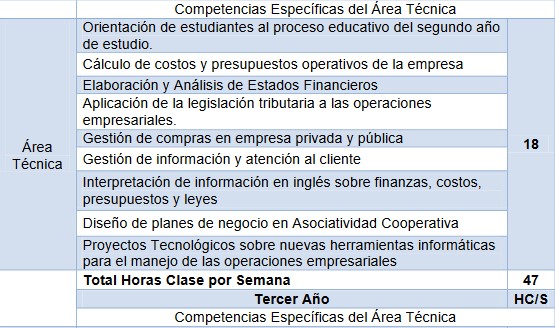 Competencias Específicas del Área Técnica
Orientación de estudiantes al proceso educativo del segundo año
de estudio.
Cálculo de costos y presupuestos operativos de la empresa
Elaboración y Análisis de Estados Financieros
Aplicación de la legislación tributaria a las operaciones
empresariales.
Gestión de compras en empresa privada y pública
Área
Técnica
18
Gestión de información y atención al cliente
Interpretación de información en inglés sobre finanzas, costos,
presupuestos y leyes
Diseño de planes de negocio en Asociatividad Cooperativa
Proyectos Tecnológicos sobre nuevas herramientas informáticas
para el manejo de las operaciones empresariales
Total Horas Clase por Semana 47
Tercer Año HC/S
Competencias Específicas del Área Técnica